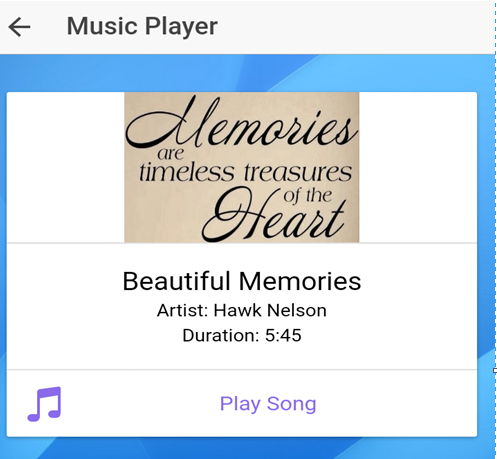 Music Player
Memories
are
timeless treasures
of the
Heart
Beautiful Memories
Artist: Hawk Nelson
Duration: 5:45
Play Song